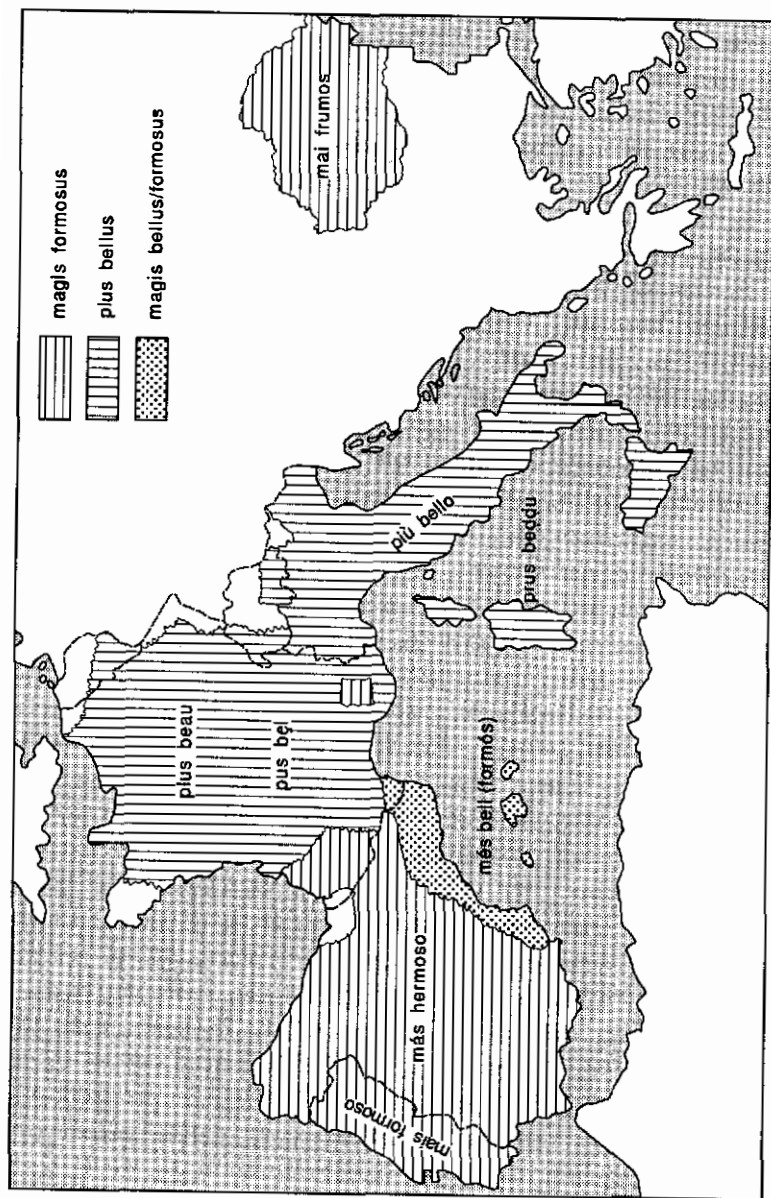 magis formosus
plus bellus
magis bellus/formosus
mai frumos
plus beau
pus bel
più bello
prus beddu
més bell (formós)
más hermoso
mais formoso